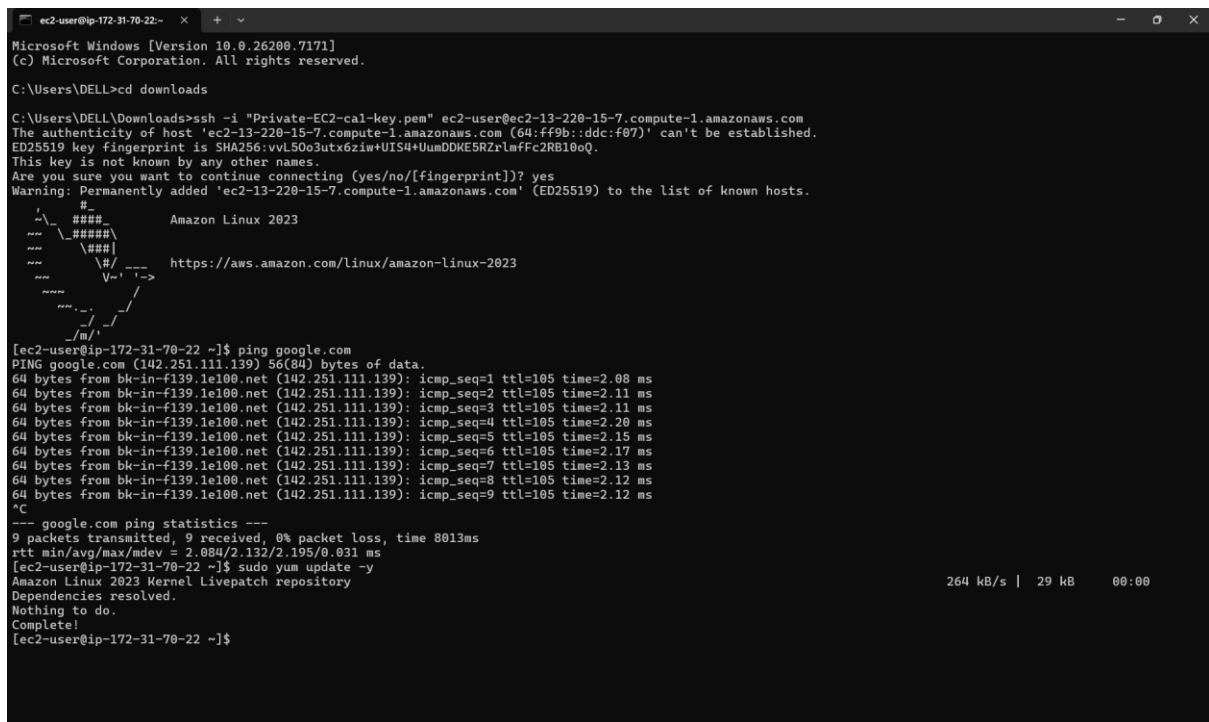 ec2-user@ip-172-31-70-22:~
Microsoft Windows [Version 10.0.26200.7171]
(c) Microsoft Corporation. All rights reserved.
C:\Users\DELL>cd downloads
C:\Users\DELL\Downloads>ssh -i "Private-EC2-ca1-key.pem" ec2-user@ec2-13-220-15-7.compute-1.amazonaws.com
The authenticity of host 'ec2-13-220-15-7.compute-1.amazonaws.com (64:ff9b::ddc:f07)' can't be established.
ED25519 key fingerprint is SHA256:vvL5Oo3utx6ziw+UIS4+UumDDKE5RZrlmfFc2RB10oQ.
This key is not known by any other names.
Are you sure you want to continue connecting (yes/no/[fingerprint])? yes
Warning: Permanently added 'ec2-13-220-15-7.compute-1.amazonaws.com' (ED25519) to the list of known hosts.
   ,     #_
   ~\_  ####_        Amazon Linux 2023
  ~~  \_#####\
  ~~     \###|
  ~~       \#/ ___   https://aws.amazon.com/linux/amazon-linux-2023
   ~~       V~' '->
    ~~~         /
      ~~._.   _/
         _/ _/
       _/m/'
[ec2-user@ip-172-31-70-22 ~]$ ping google.com
PING google.com (142.251.111.139) 56(84) bytes of data.
64 bytes from bk-in-f139.1e100.net (142.251.111.139): icmp_seq=1 ttl=105 time=2.08 ms
64 bytes from bk-in-f139.1e100.net (142.251.111.139): icmp_seq=2 ttl=105 time=2.11 ms
64 bytes from bk-in-f139.1e100.net (142.251.111.139): icmp_seq=3 ttl=105 time=2.11 ms
64 bytes from bk-in-f139.1e100.net (142.251.111.139): icmp_seq=4 ttl=105 time=2.20 ms
64 bytes from bk-in-f139.1e100.net (142.251.111.139): icmp_seq=5 ttl=105 time=2.15 ms
64 bytes from bk-in-f139.1e100.net (142.251.111.139): icmp_seq=6 ttl=105 time=2.17 ms
64 bytes from bk-in-f139.1e100.net (142.251.111.139): icmp_seq=7 ttl=105 time=2.13 ms
64 bytes from bk-in-f139.1e100.net (142.251.111.139): icmp_seq=8 ttl=105 time=2.12 ms
64 bytes from bk-in-f139.1e100.net (142.251.111.139): icmp_seq=9 ttl=105 time=2.12 ms
^C
--- google.com ping statistics ---
9 packets transmitted, 9 received, 0% packet loss, time 8013ms
rtt min/avg/max/mdev = 2.084/2.132/2.195/0.031 ms
[ec2-user@ip-172-31-70-22 ~]$ sudo yum update -y
Amazon Linux 2023 Kernel Livepatch repository 264 kB/s | 29 kB 00:00
Dependencies resolved.
Nothing to do.
Complete!
[ec2-user@ip-172-31-70-22 ~]$